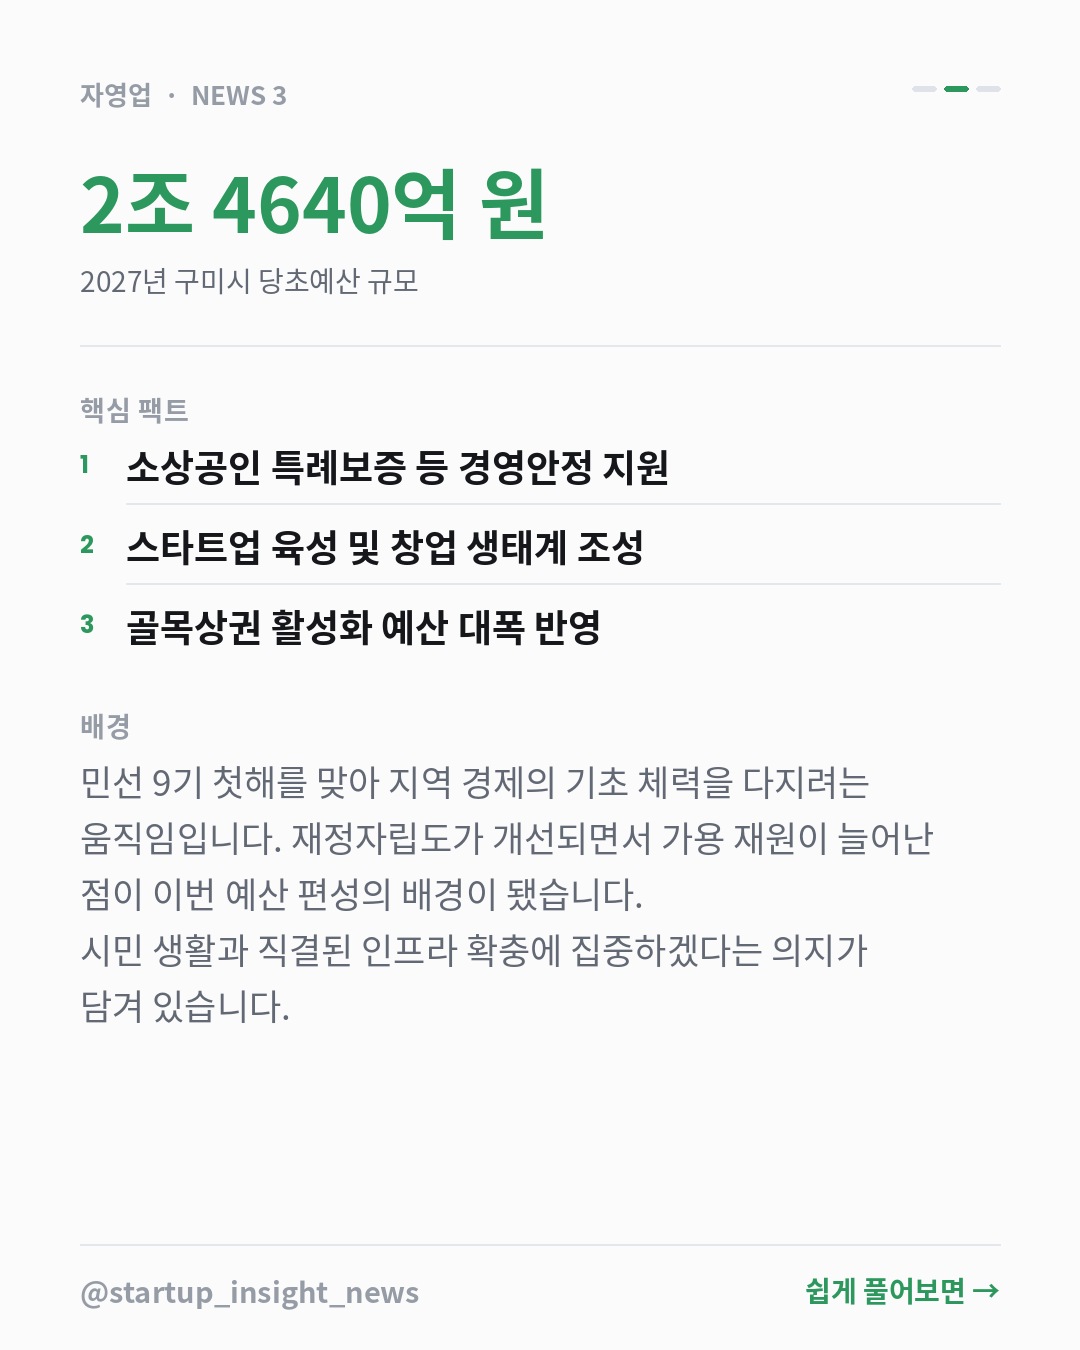 자영업 · NEWS 3
2조 4640억 원
2027년 구미시 당초예산 규모
핵심 팩트
1 소상공인 특례보증 등 경영안정 지원
2 스타트업 육성 및 창업 생태계 조성
3 골목상권 활성화 예산 대폭 반영
배경
민선 9기 첫해를 맞아 지역 경제의 기초 체력을 다지려는
움직임입니다. 재정자립도가 개선되면서 가용 재원이 늘어난
점이 이번 예산 편성의 배경이 됐습니다.
시민 생활과 직결된 인프라 확충에 집중하겠다는 의지가
담겨 있습니다.
@startup_insight_news
쉽게 풀어보면 →